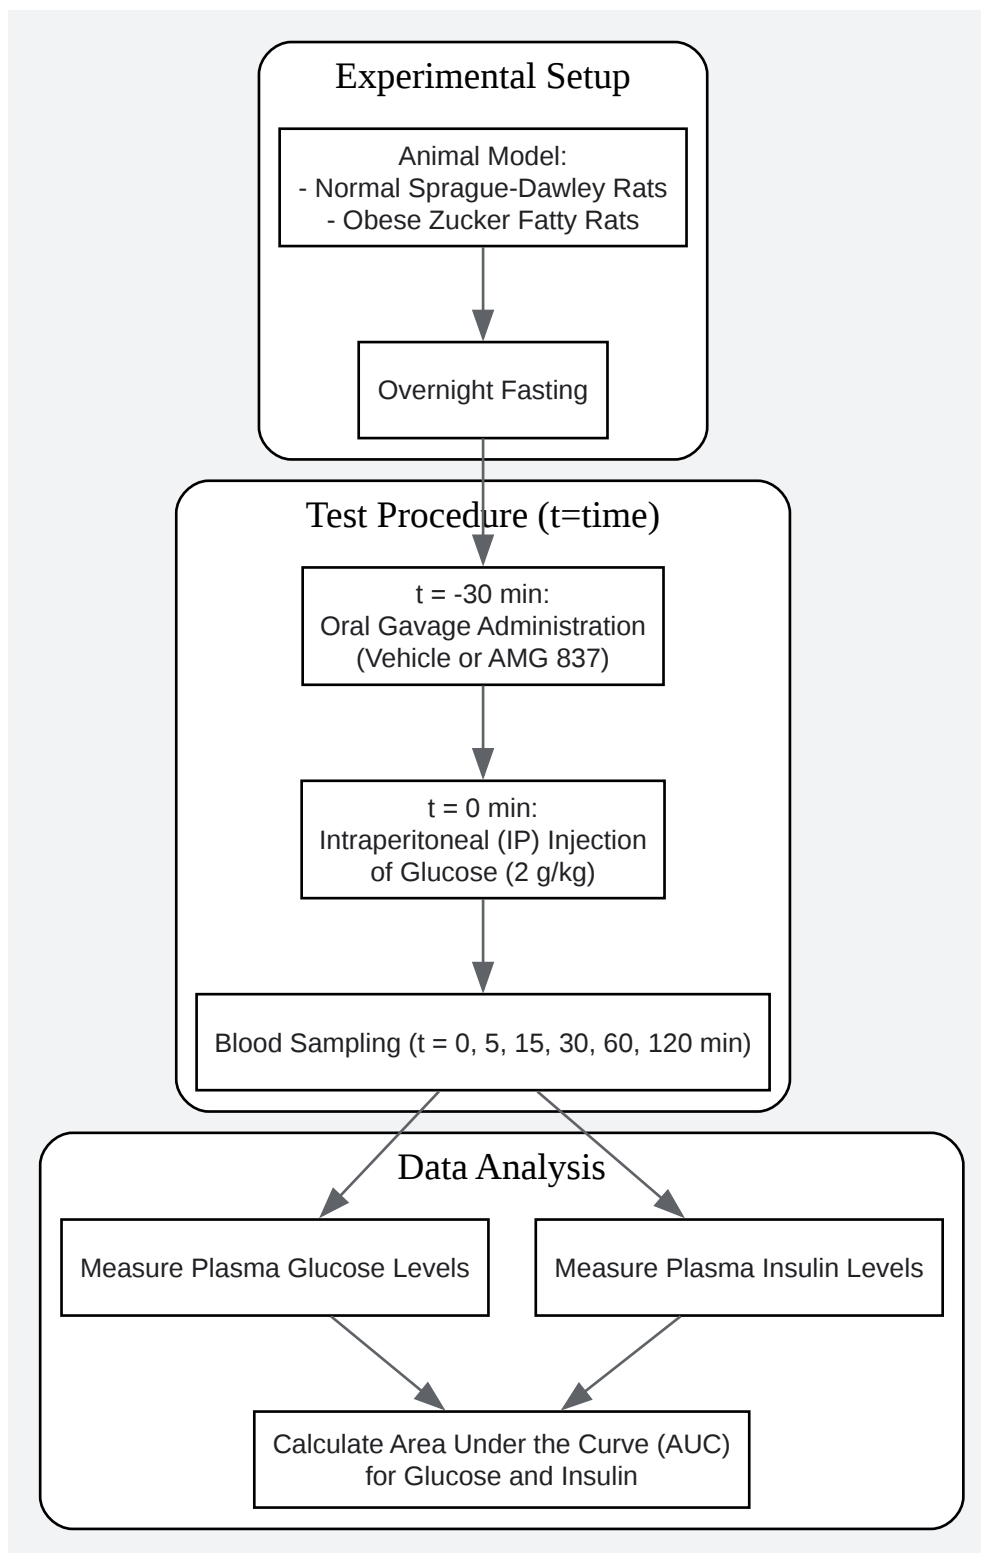 Experimental Setup
Animal Model:
- Normal Sprague-Dawley Rats
- Obese Zucker Fatty Rats
Overnight Fasting
Test Procedure (t=time)
t = -30 min:
Oral Gavage Administration
(Vehicle or AMG 837)
t = 0 min:
Intraperitoneal (IP) Injection
of Glucose (2 g/kg)
Blood Sampling (t = 0, 5, 15, 30, 60, 120 min)
Data Analysis
Measure Plasma Glucose Levels
Measure Plasma Insulin Levels
Calculate Area Under the Curve (AUC)
for Glucose and Insulin